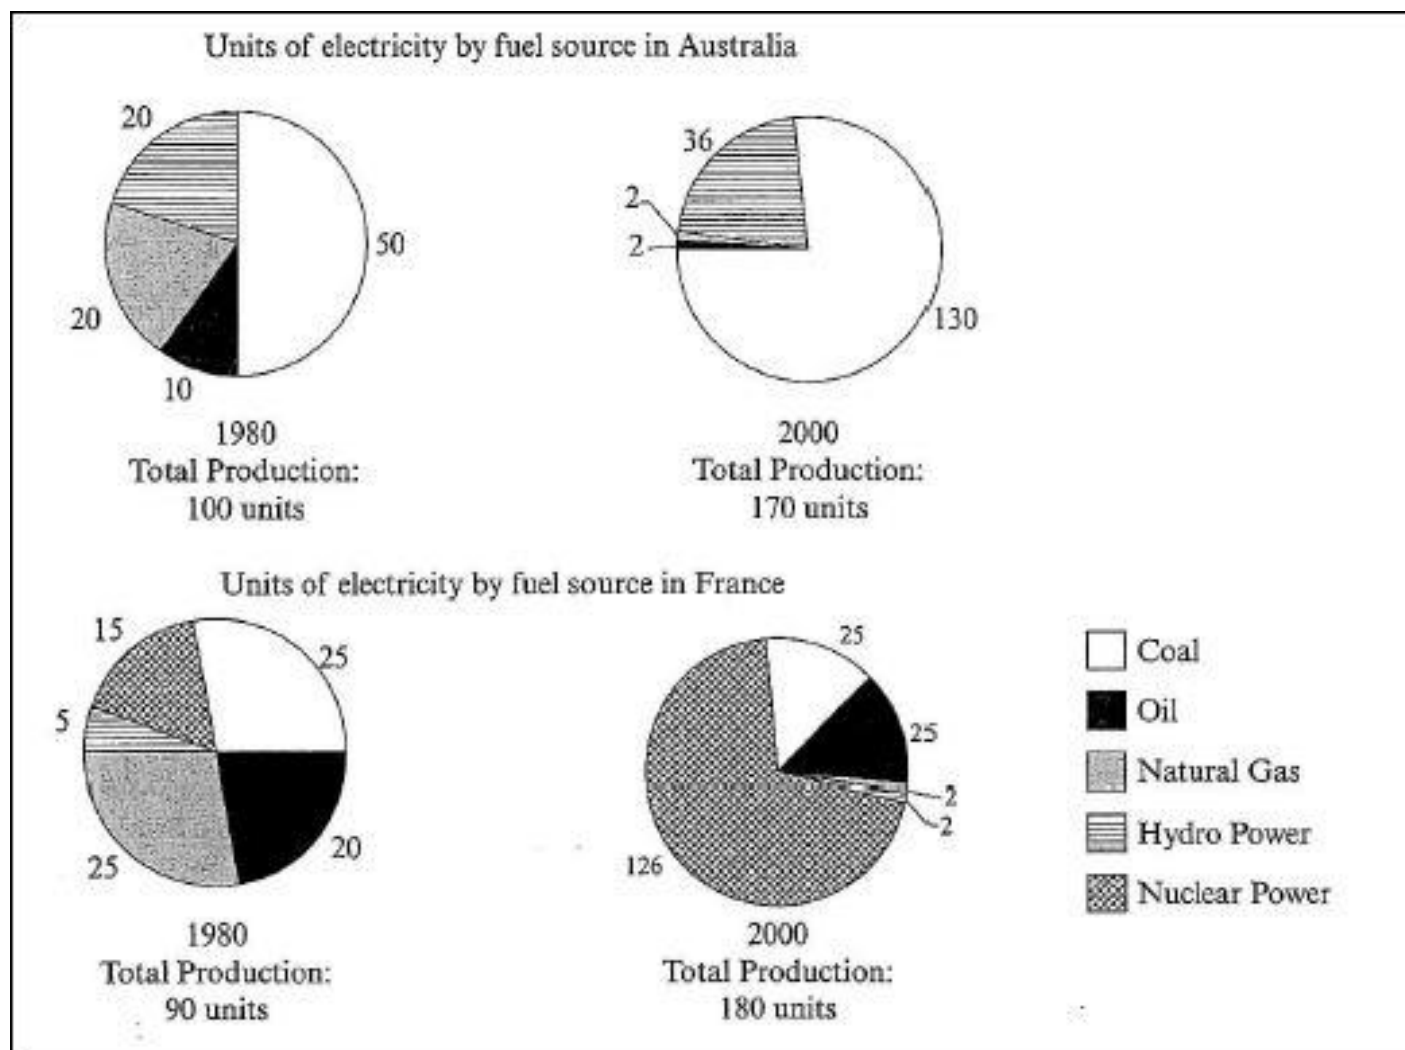 Units of electricity by fuel source in Australia
20
50
20
10
1980
Total Production:
100 units
36
2
2
130
2000
Total Production:
170 units
Units of electricity by fuel source in France
15
25
5
25
20
1980
Total Production:
90 units
25
25
2
2
126
2000
Total Production:
180 units
Coal
Oil
Natural Gas
Hydro Power
Nuclear Power